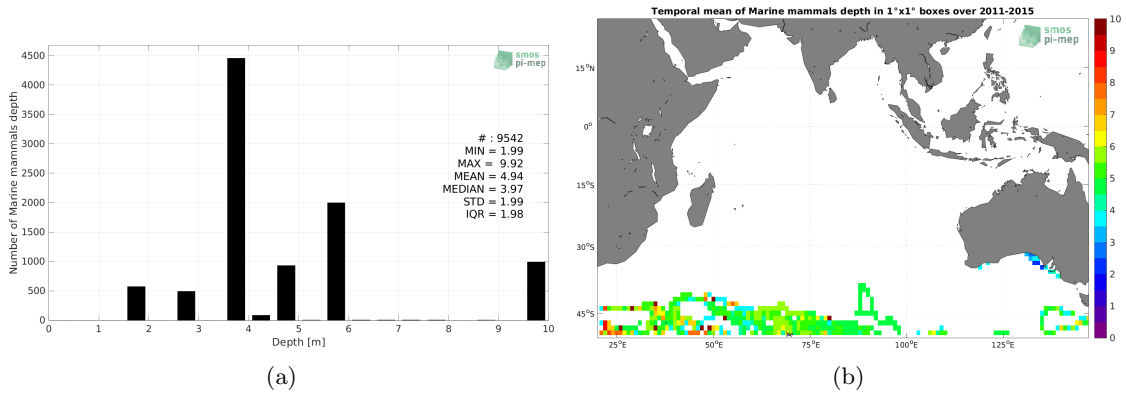 smos
pi-mep
4500
4000
3500
3000
2500
2000
1500
1000
500
0
Number of Marine mammals depth
# : 9542
MIN = 1.99
MAX = 9.92
MEAN = 4.94
MEDIAN = 3.97
STD = 1.99
IQR = 1.98
0 1 2 3 4 5 6 7 8 9 10
Depth [m]
(a)
Temporal mean of Marine mammals depth in 1°x1° boxes over 2011-2015
smos
pi-mep
15°N
0°
15°S
30°S
45°S
25°E 50°E 75°E 100°E 125°E
10
9
8
7
6
5
4
3
2
1
0
(b)